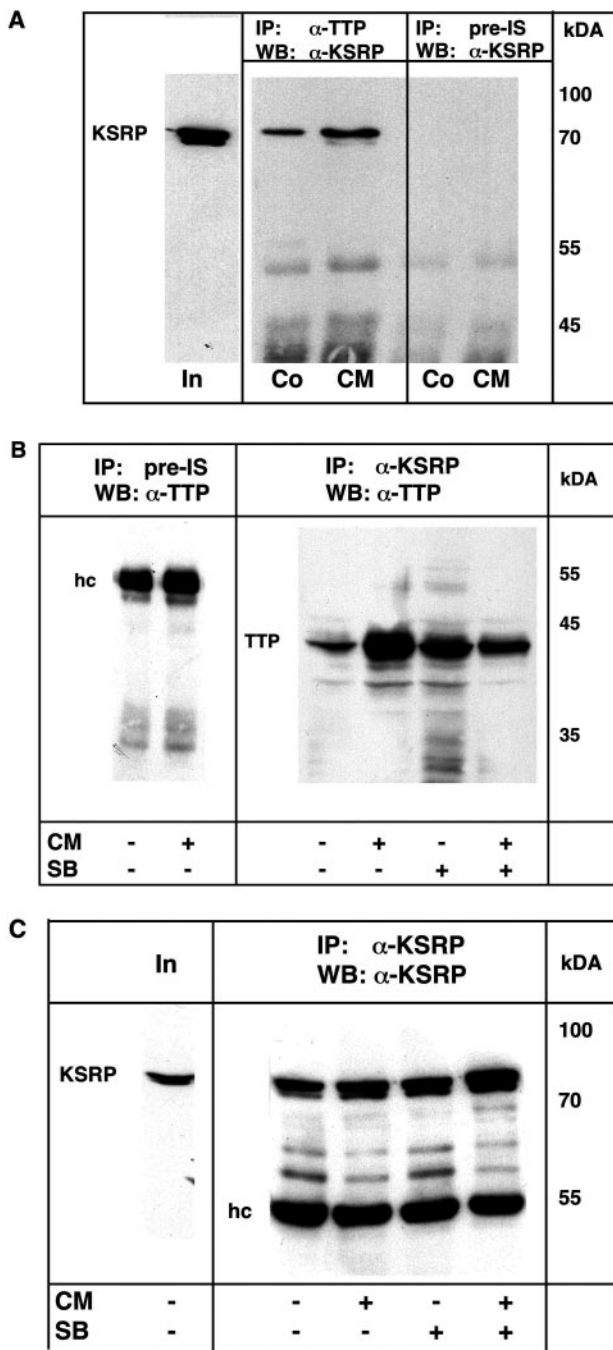 A
IP: α-TTP
WB: α-KSRP
IP: pre-IS
WB: α-KSRP
kDA
KSRP
100
70
55
45
In
Co
CM
Co
CM
B
IP: pre-IS
WB: α-TTP
IP: α-KSRP
WB: α-TTP
kDA
hc
TTP
55
45
35
CM - + - + - +
SB - - - - + +
C
In
IP: α-KSRP
WB: α-KSRP
kDA
KSRP
hc
100
70
55
CM - - + - +
SB - - - + +